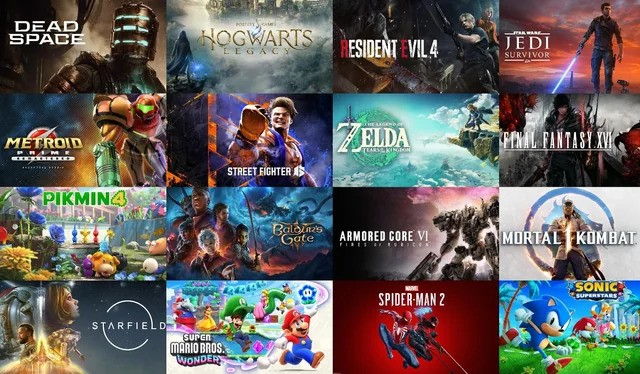 DEAD
SPACE
HOGWARTS
LEGACY
RESIDENT EVIL 4
STAR WARS
JEDI
SURVIVOR
METROID
PRIME
REMASTERED
STREET FIGHTER 6
THE LEGEND OF
ZELDA
TEARS OF THE KINGDOM
FINAL FANTASY XVI
PIKMIN 4
Baldur's
Gate
ARMORED CORE VI
FIRES OF RUBICON
MORTAL KOMBAT
STARFIELD
SUPER
MARIO BROS.
WONDER
MARVEL
SPIDER-MAN 2
SONIC
SUPERSTARS